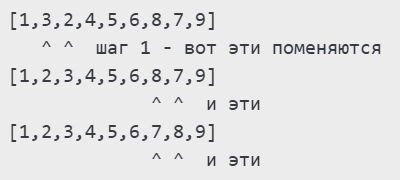 [1,3,2,4,5,6,8,7,9]
   ^ ^  шаг 1 - вот эти поменяются
[1,2,3,4,5,6,8,7,9]
             ^ ^  и эти
[1,2,3,4,5,6,7,8,9]
             ^ ^  и эти